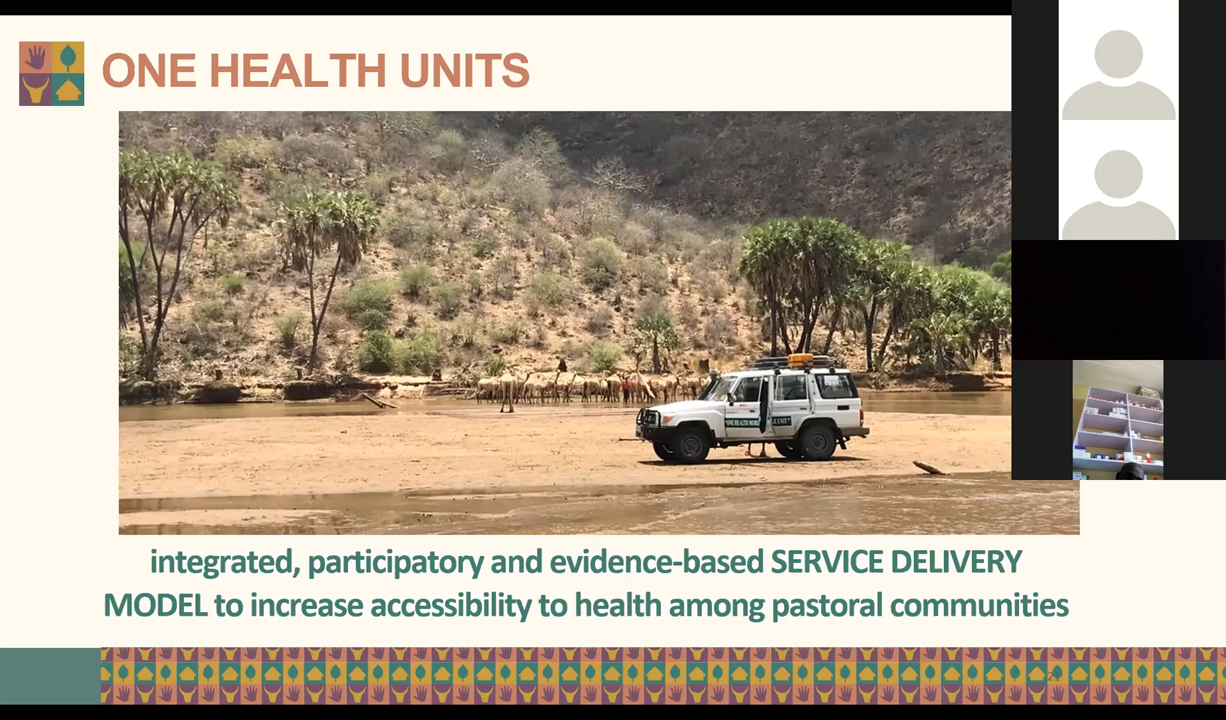 ONE HEALTH UNITS
integrated, participatory and evidence-based SERVICE DELIVERY
MODEL to increase accessibility to health among pastoral communities